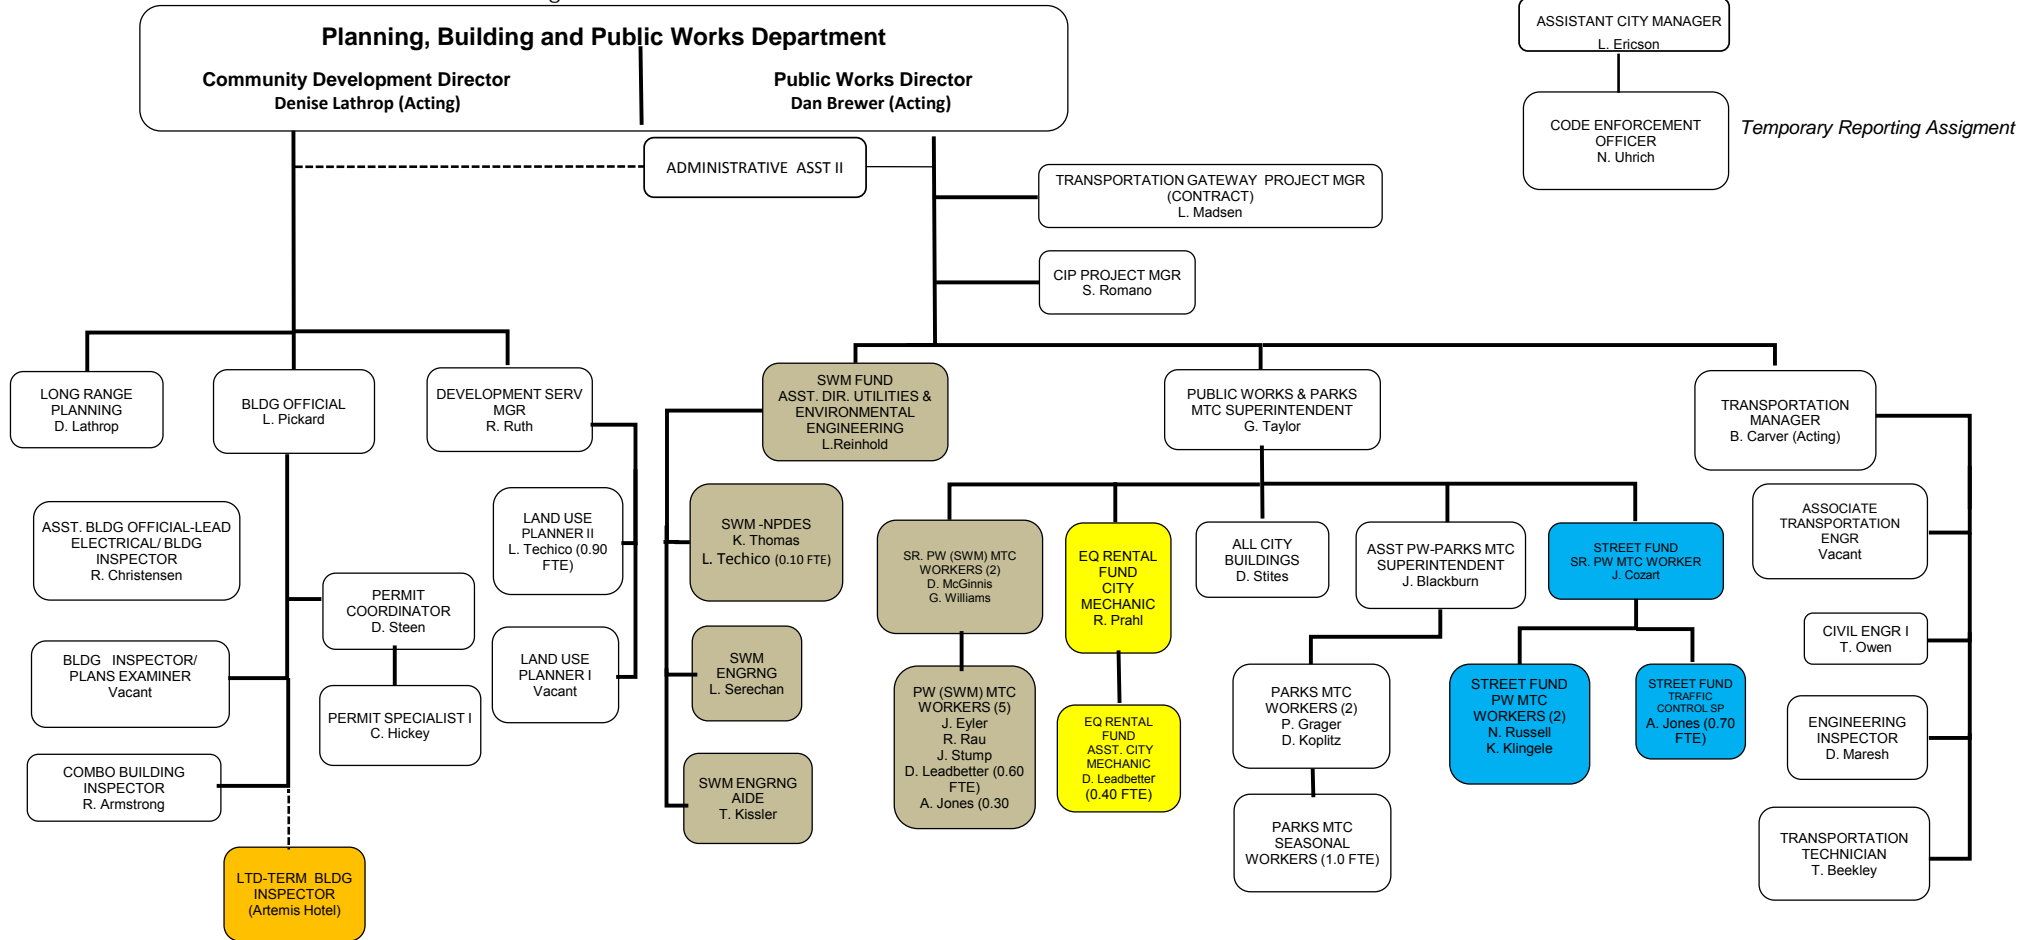 Planning, Building and Public Works Department
Community Development Director
Denise Lathrop (Acting)
Public Works Director
Dan Brewer (Acting)
ASSISTANT CITY MANAGER
L. Ericson
CODE ENFORCEMENT
OFFICER
N. Uhrich
Temporary Reporting Assigment
ADMINISTRATIVE ASST II
TRANSPORTATION GATEWAY PROJECT MGR
(CONTRACT)
L. Madsen
CIP PROJECT MGR
S. Romano
LONG RANGE
PLANNING
D. Lathrop
BLDG OFFICIAL
L. Pickard
DEVELOPMENT SERV
MGR
R. Ruth
SWM FUND
ASST. DIR. UTILITIES &
ENVIRONMENTAL
ENGINEERING
L.Reinhold
PUBLIC WORKS & PARKS
MTC SUPERINTENDENT
G. Taylor
TRANSPORTATION
MANAGER
B. Carver (Acting)
ASST. BLDG OFFICIAL-LEAD
ELECTRICAL/ BLDG
INSPECTOR
R. Christensen
PERMIT
COORDINATOR
D. Steen
BLDG INSPECTOR/
PLANS EXAMINER
Vacant
PERMIT SPECIALIST I
C. Hickey
COMBO BUILDING
INSPECTOR
R. Armstrong
LTD-TERM BLDG
INSPECTOR
(Artemis Hotel)
LAND USE
PLANNER II
L. Techico (0.90
FTE)
LAND USE
PLANNER I
Vacant
SWM -NPDES
K. Thomas
L. Techico (0.10 FTE)
SWM
ENGRNG
L. Serechan
SWM ENGRNG
AIDE
T. Kissler
SR. PW (SWM) MTC
WORKERS (2)
D. McGinnis
G. Williams
PW (SWM) MTC
WORKERS (5)
J. Eyler
R. Rau
J. Stump
D. Leadbetter (0.60
FTE)
A. Jones (0.30
EQ RENTAL
FUND
CITY
MECHANIC
R. Prahl
EQ RENTAL
FUND
ASST. CITY
MECHANIC
D. Leadbetter
(0.40 FTE)
ALL CITY
BUILDINGS
D. Stites
ASST PW-PARKS MTC
SUPERINTENDENT
J. Blackburn
PARKS MTC
WORKERS (2)
P. Grager
D. Koplitz
PARKS MTC
SEASONAL
WORKERS (1.0 FTE)
STREET FUND
SR. PW MTC WORKER
J. Cozart
STREET FUND
PW MTC
WORKERS (2)
N. Russell
K. Klingele
STREET FUND
TRAFFIC
CONTROL SP
A. Jones (0.70
FTE)
ASSOCIATE
TRANSPORTATION
ENGR
Vacant
CIVIL ENGR I
T. Owen
ENGINEERING
INSPECTOR
D. Maresh
TRANSPORTATION
TECHNICIAN
T. Beekley